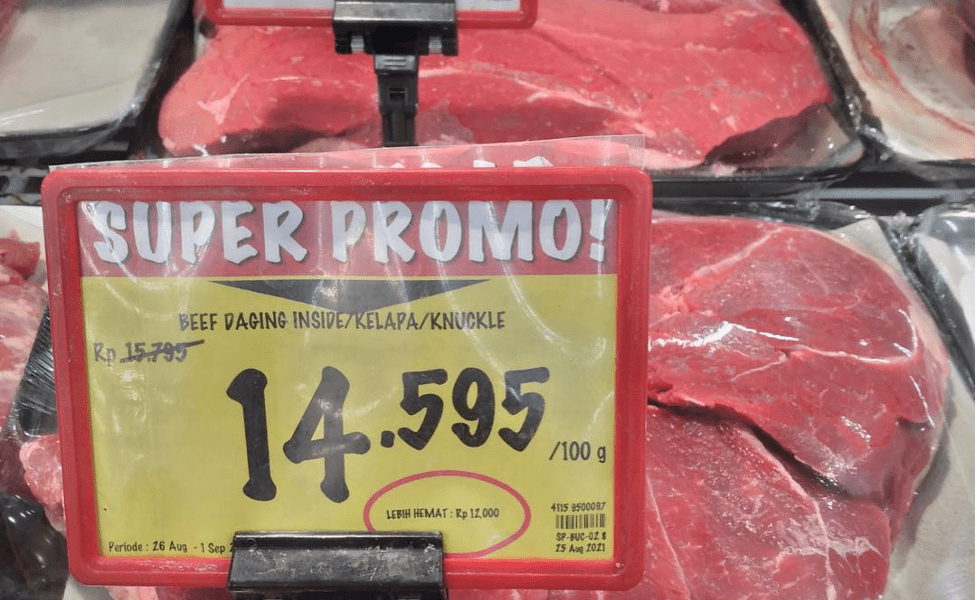 SUPER PROMO!
BEEF DAGING INSIDE/KELAPA/KNUCKLE
Rp 15.795
14.595
/100 g
LEBIH HEMAT : Rp 12,000
4115 9500097
SP-BUC-02 8
25 Aug 2021
Periode : 26 Aug - 1 Sep